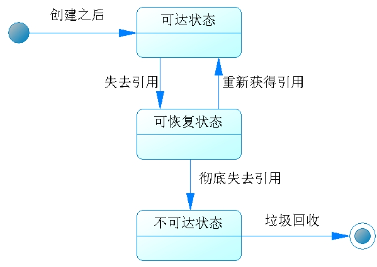 创建之后
可达状态
失去引用
重新获得引用
可恢复状态
彻底失去引用
不可达状态
垃圾回收